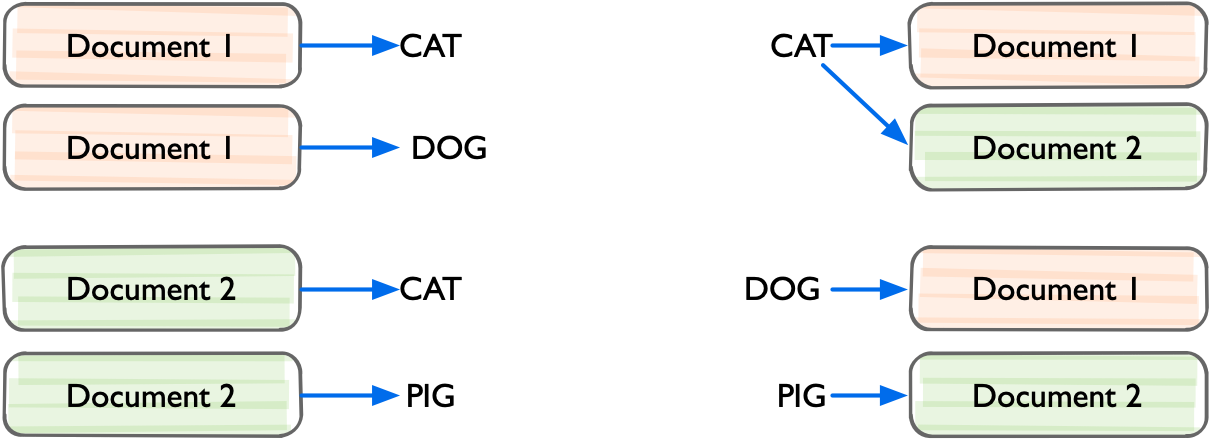 Document 1 CAT CAT Document 1
Document 1 DOG Document 2
Document 2 CAT DOG Document 1
Document 2 PIG PIG Document 2